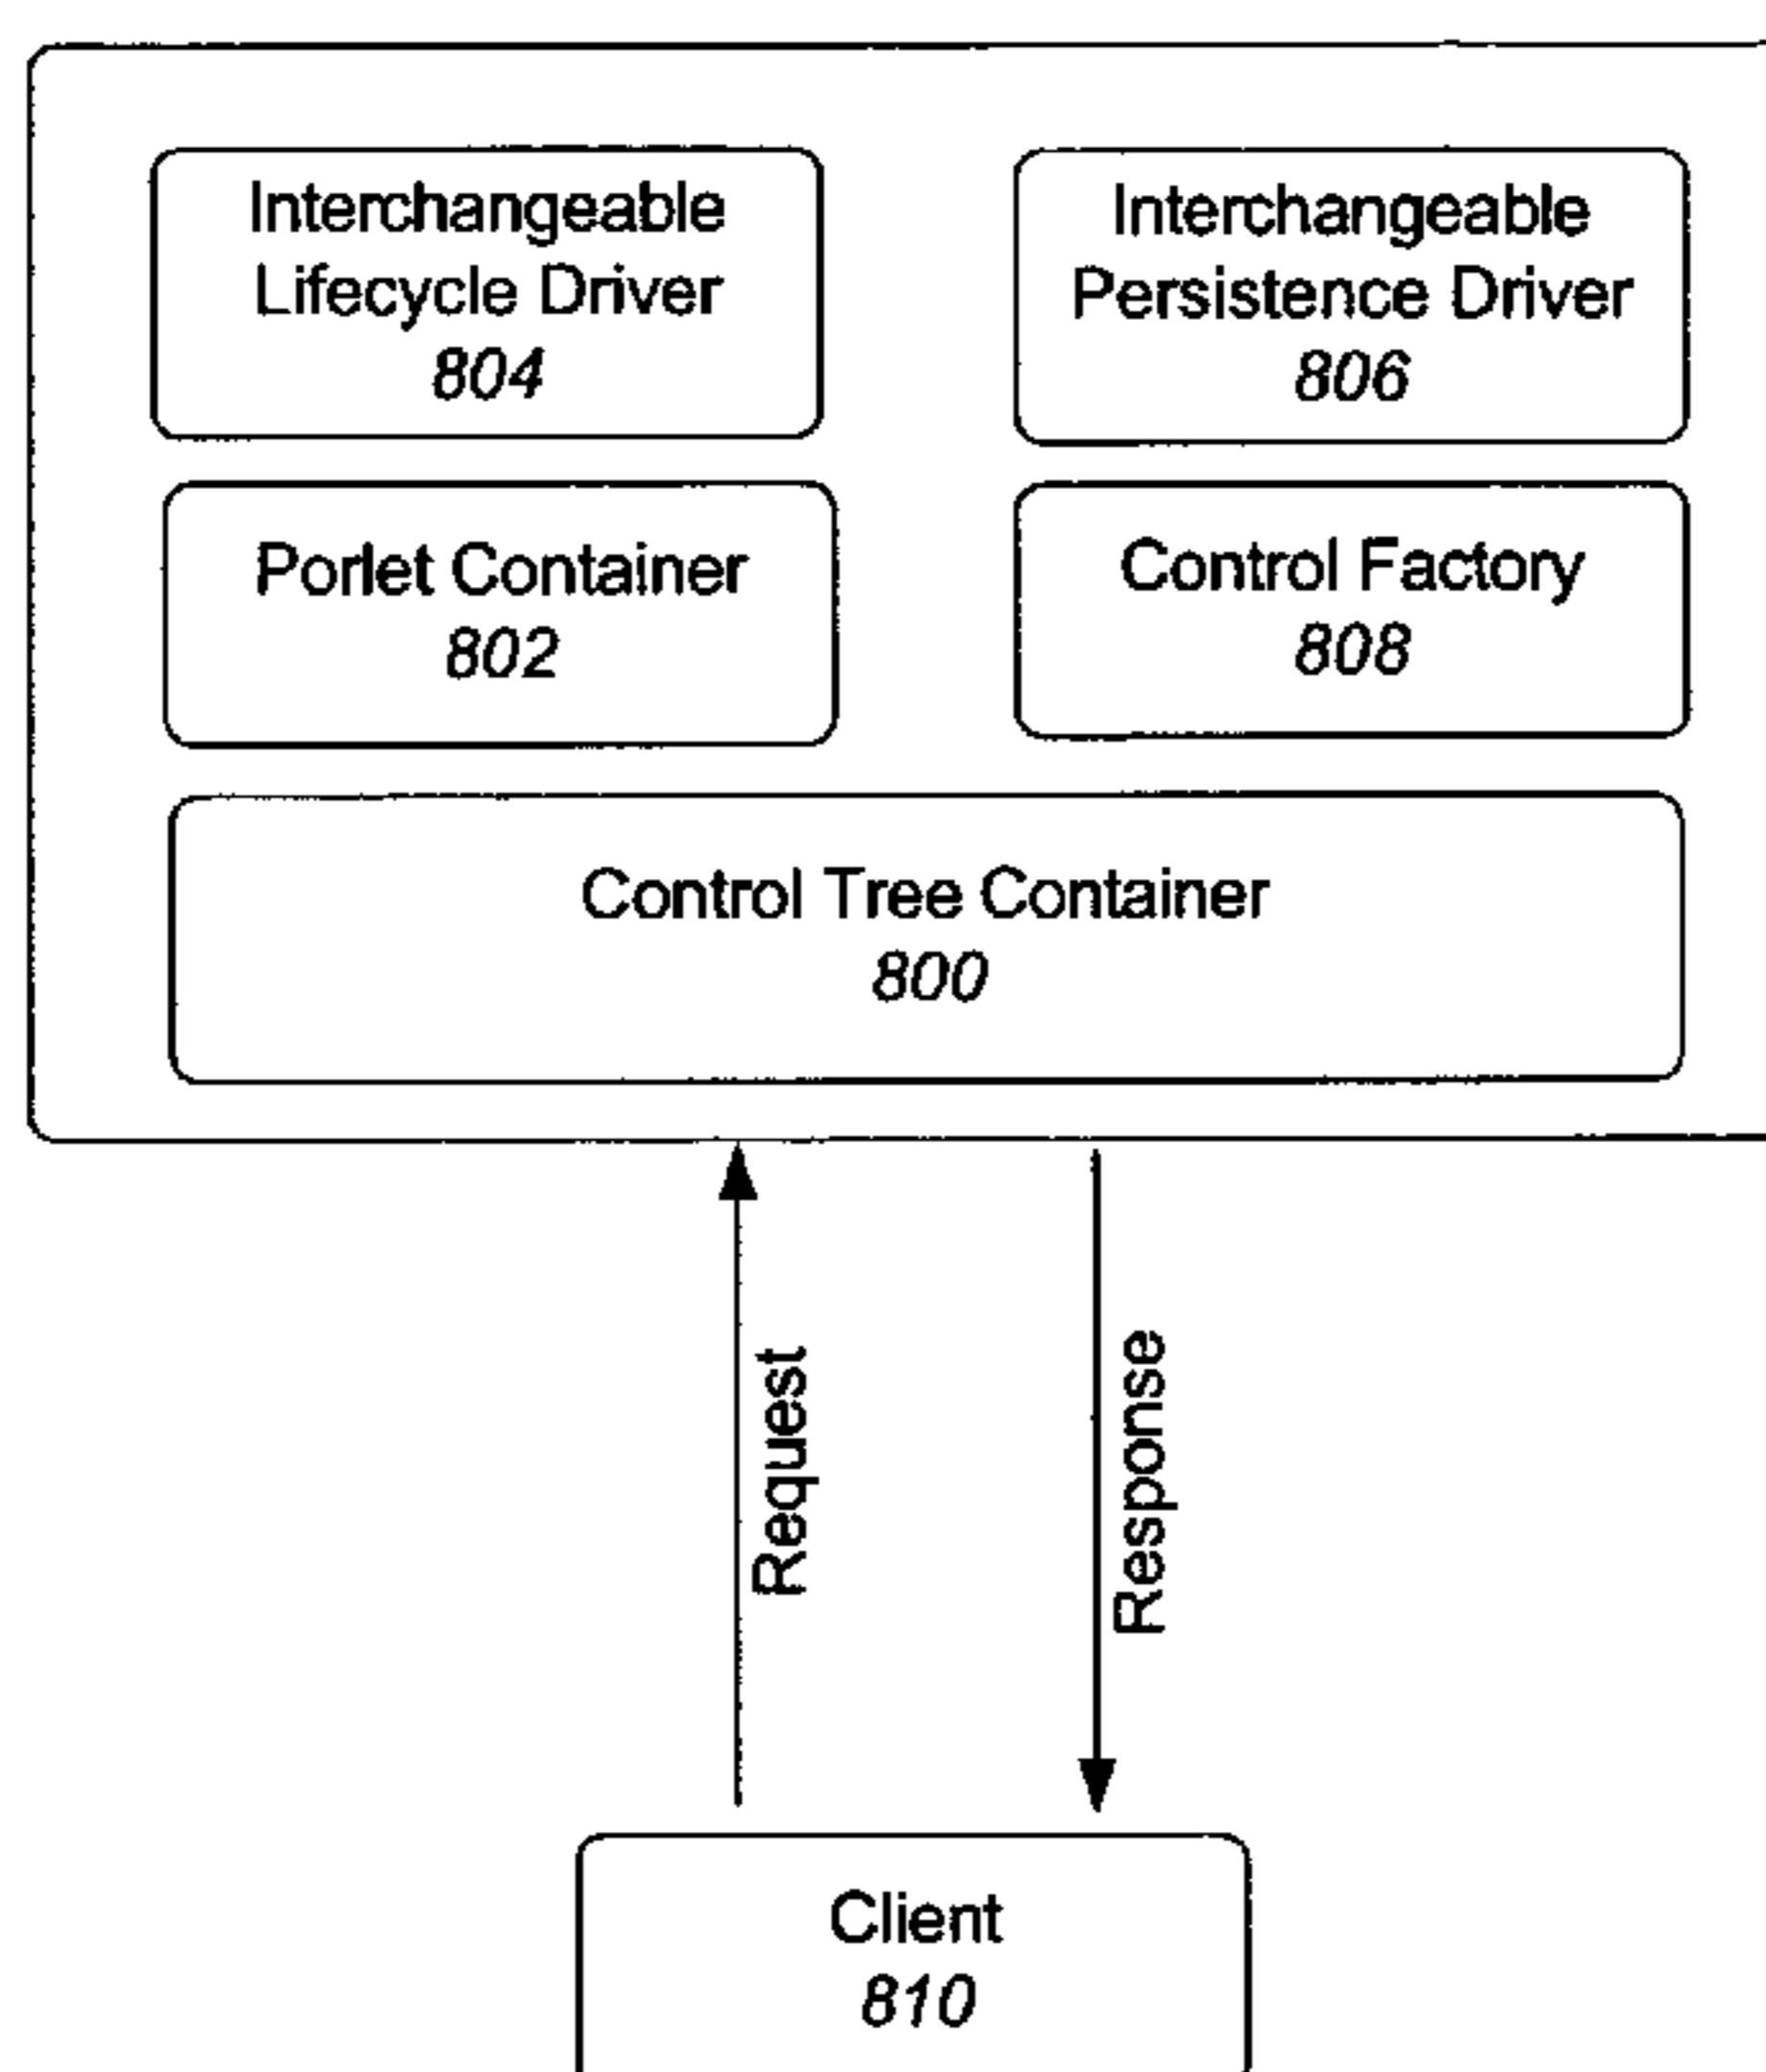 Interchangeable
Lifecycle Driver
804
Interchangeable
Persistence Driver
806
Porlet Container
802
Control Factory
808
Control Tree Container
800
Request
Response
Client
810